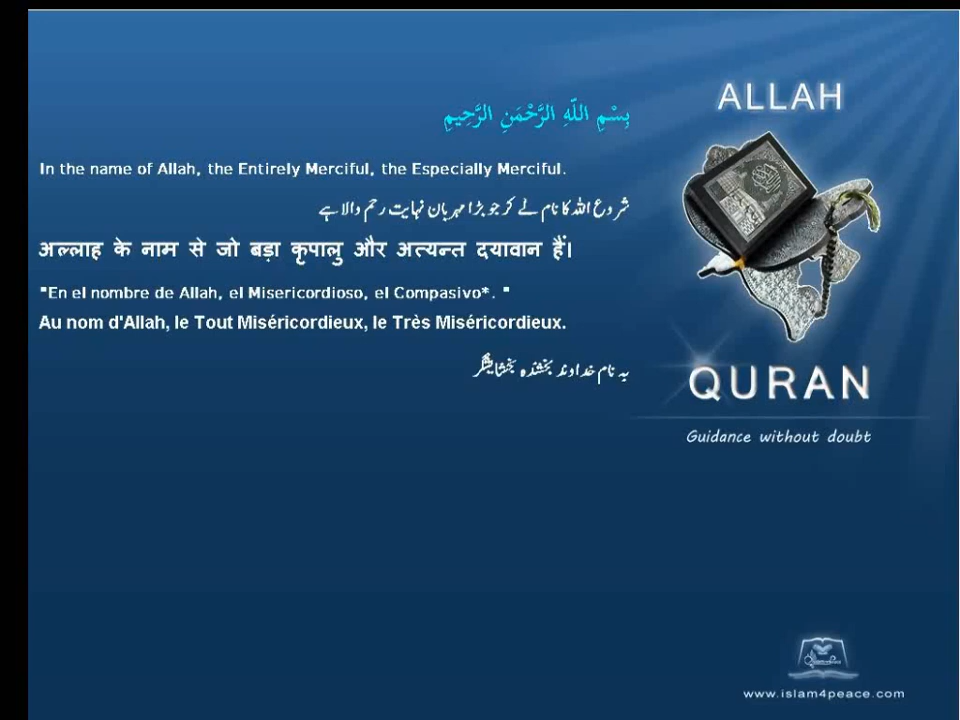 بِسْمِ اللَّهِ الرَّحْمَنِ الرَّحِيمِ
In the name of Allah, the Entirely Merciful, the Especially Merciful.
شروع اللہ کا نام لے کر جو بڑا مہربان نہایت رحم والا ہے
अल्लाह के नाम से जो बड़ा कृपालु और अत्यन्त दयावान हैं।
"En el nombre de Allah, el Misericordioso, el Compasivo*. "
Au nom d'Allah, le Tout Miséricordieux, le Très Miséricordieux.
به نام خداوند بخشنده بخشایشگر
ALLAH
QURAN
Guidance without doubt
www.islam4peace.com